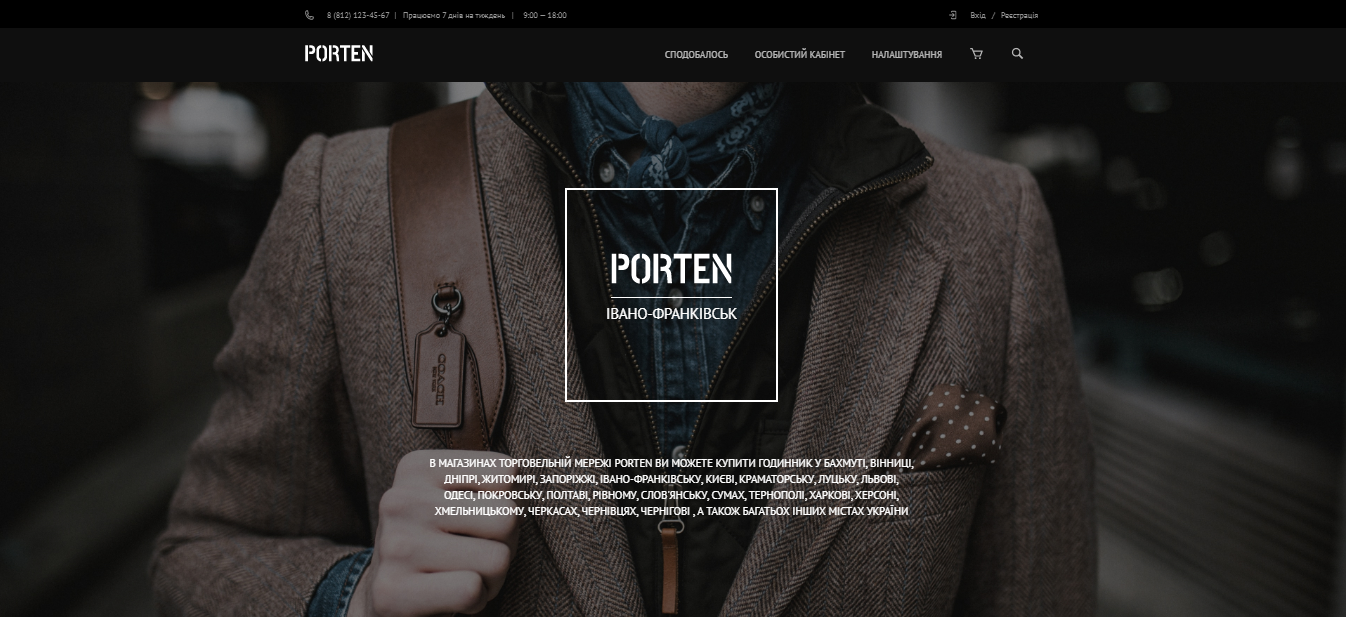 8 (812) 123-45-67 | Працюємо 7 днів на тиждень | 9:00 — 18:00
Вхід / Реєстрація
PORTEN
СПОДОБАЛОСЬ ОСОБИСТИЙ КАБІНЕТ НАЛАШТУВАННЯ
PORTEN
ІВАНО-ФРАНКІВСЬК
COACH
В МАГАЗИНАХ ТОРГОВЕЛЬНІЙ МЕРЕЖІ PORTEN ВИ МОЖЕТЕ КУПИТИ ГОДИННИК У БАХМУТІ, ВІННИЦІ,
ДНІПРІ, ЖИТОМИРІ, ЗАПОРІЖЖІ, ІВАНО-ФРАНКІВСЬКУ, КИЄВІ, КРАМАТОРСЬКУ, ЛУЦЬКУ, ЛЬВОВІ,
ОДЕСІ, ПОКРОВСЬКУ, ПОЛТАВІ, РІВНОМУ, СЛОВ'ЯНСЬКУ, СУМАХ, ТЕРНОПОЛІ, ХАРКОВІ, ХЕРСОНІ,
ХМЕЛЬНИЦЬКОМУ, ЧЕРКАСАХ, ЧЕРНІВЦЯХ, ЧЕРНІГОВІ , А ТАКОЖ БАГАТЬОХ ІНШИХ МІСТАХ УКРАЇНИ